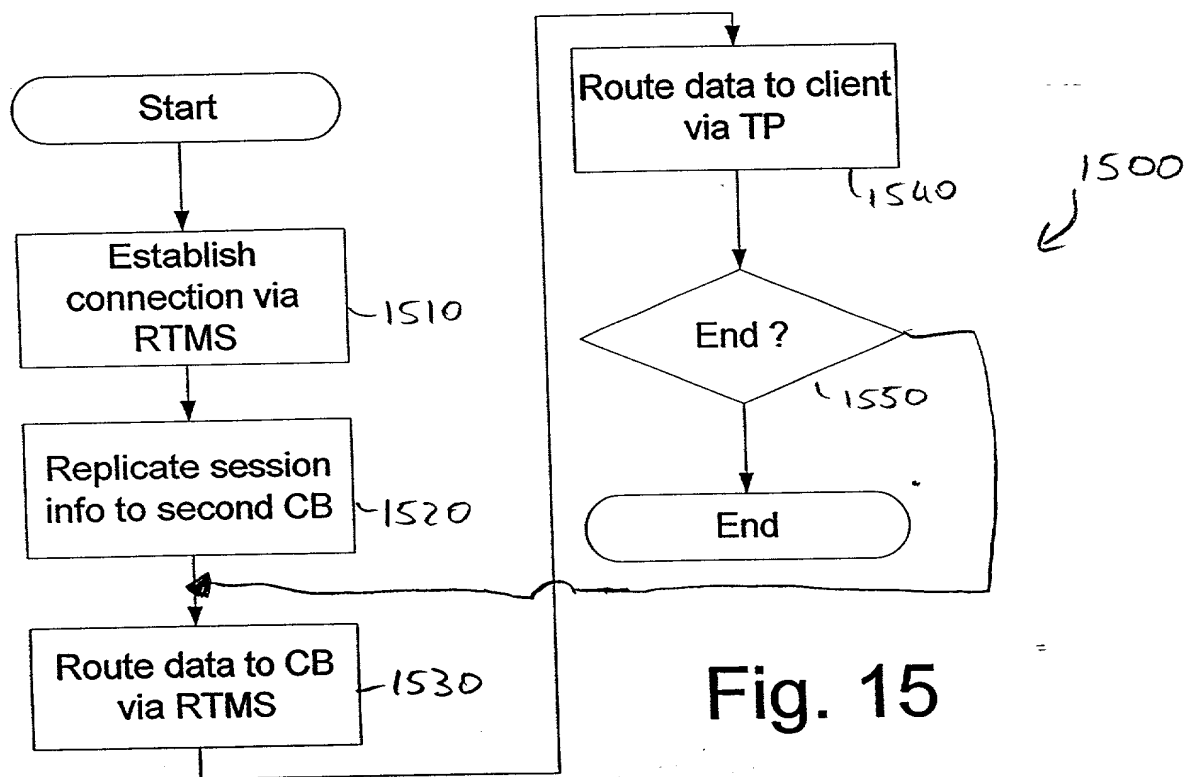 Start
Establish
connection via
RTMS
1510
Replicate session
info to second CB
1520
Route data to CB
via RTMS
1530
Route data to client
via TP
1540
End ?
1550
End
1500
Fig. 15